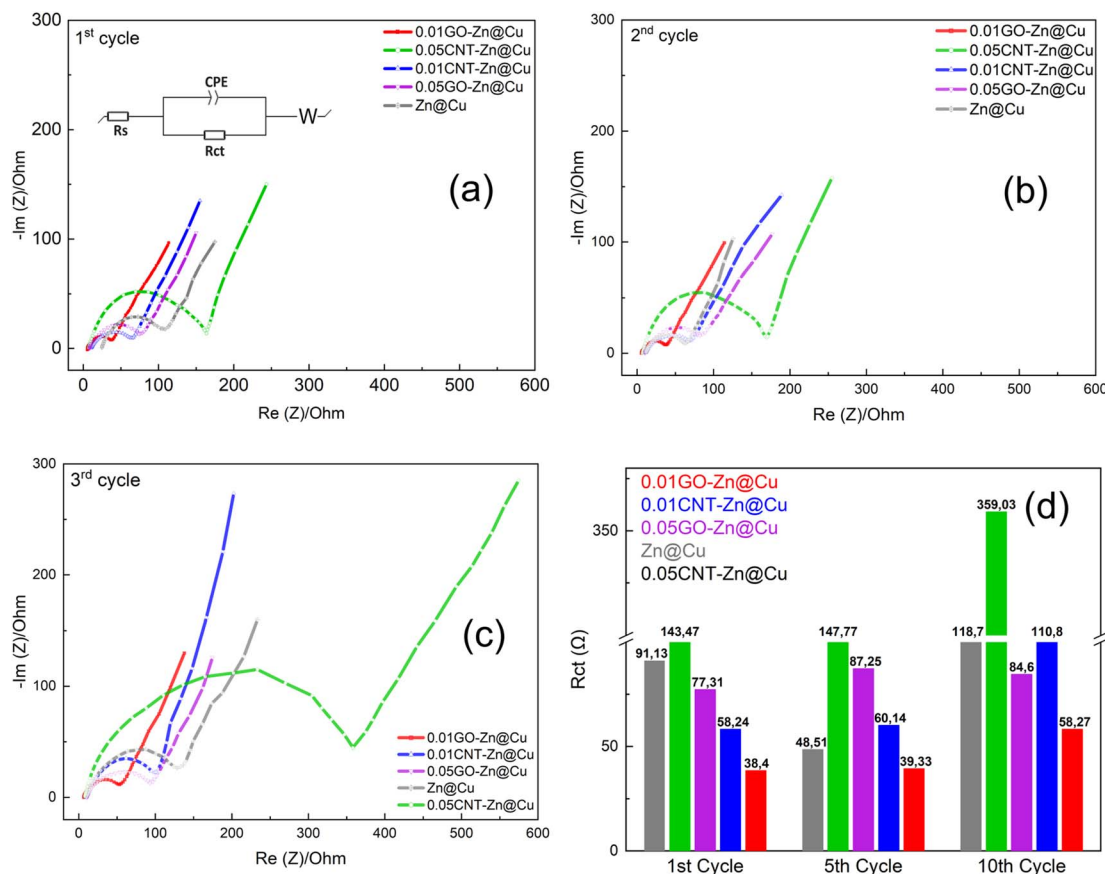 1st cycle
0.01GO-Zn@Cu
0.05CNT-Zn@Cu
0.01CNT-Zn@Cu
0.05GO-Zn@Cu
Zn@Cu
CPE
Rs
Rct
W
(a)
300
200
100
0
-Im (Z)/Ohm
0 100 200 300 400 500 600
Re (Z)/Ohm
2nd cycle
0.01GO-Zn@Cu
0.05CNT-Zn@Cu
0.01CNT-Zn@Cu
0.05GO-Zn@Cu
Zn@Cu
(b)
300
200
100
0
-Im (Z)/Ohm
0 100 200 300 400 500 600
Re (Z)/Ohm
3rd cycle
(c)
0.01GO-Zn@Cu
0.01CNT-Zn@Cu
0.05GO-Zn@Cu
Zn@Cu
0.05CNT-Zn@Cu
300
200
100
0
-Im (Z)/Ohm
0 100 200 300 400 500 600
Re (Z)/Ohm
0.01GO-Zn@Cu
0.01CNT-Zn@Cu
0.05GO-Zn@Cu
Zn@Cu
0.05CNT-Zn@Cu
(d)
350
50
0
Rct (Ω)
91,13 143,47 77,31 58,24 38,4
48,51 147,77 87,25 60,14 39,33
118,7 359,03 84,6 110,8 58,27
1st Cycle 5th Cycle 10th Cycle